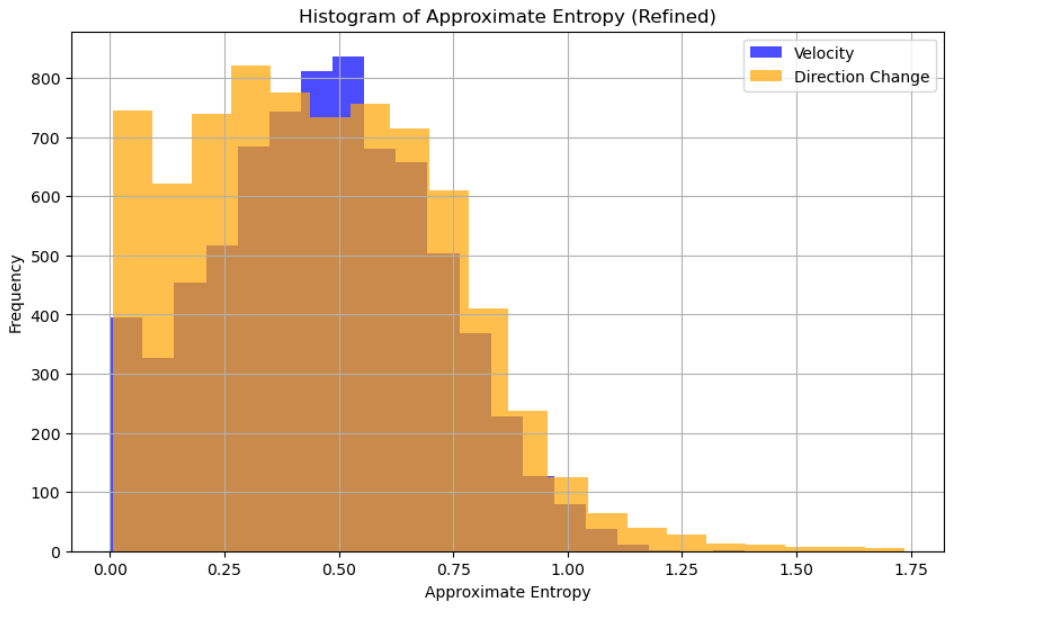 Histogram of Approximate Entropy (Refined)
Velocity
Direction Change
800
700
600
500
400
300
200
100
0
Frequency
0.00 0.25 0.50 0.75 1.00 1.25 1.50 1.75
Approximate Entropy